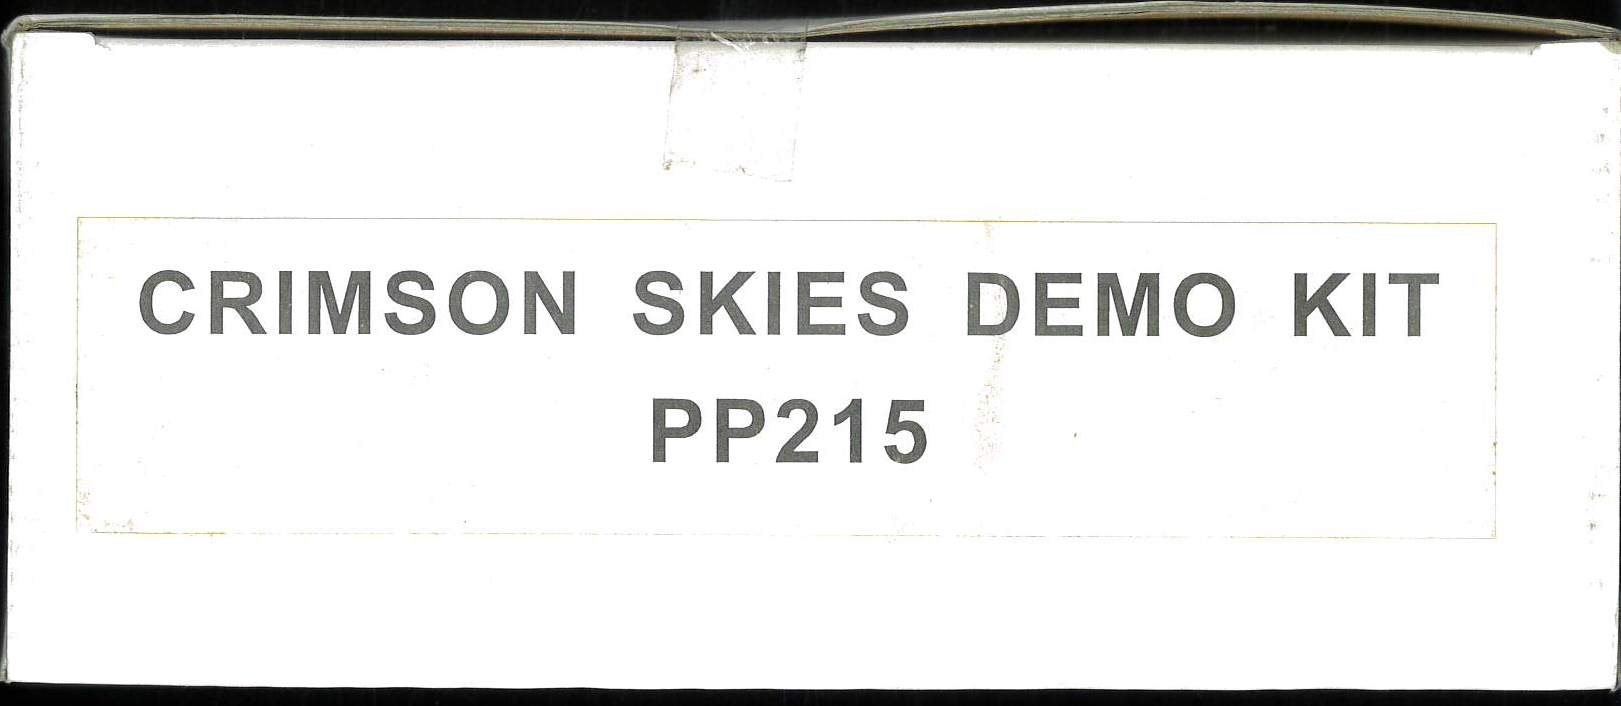 CRIMSON SKIES DEMO KIT
PP215